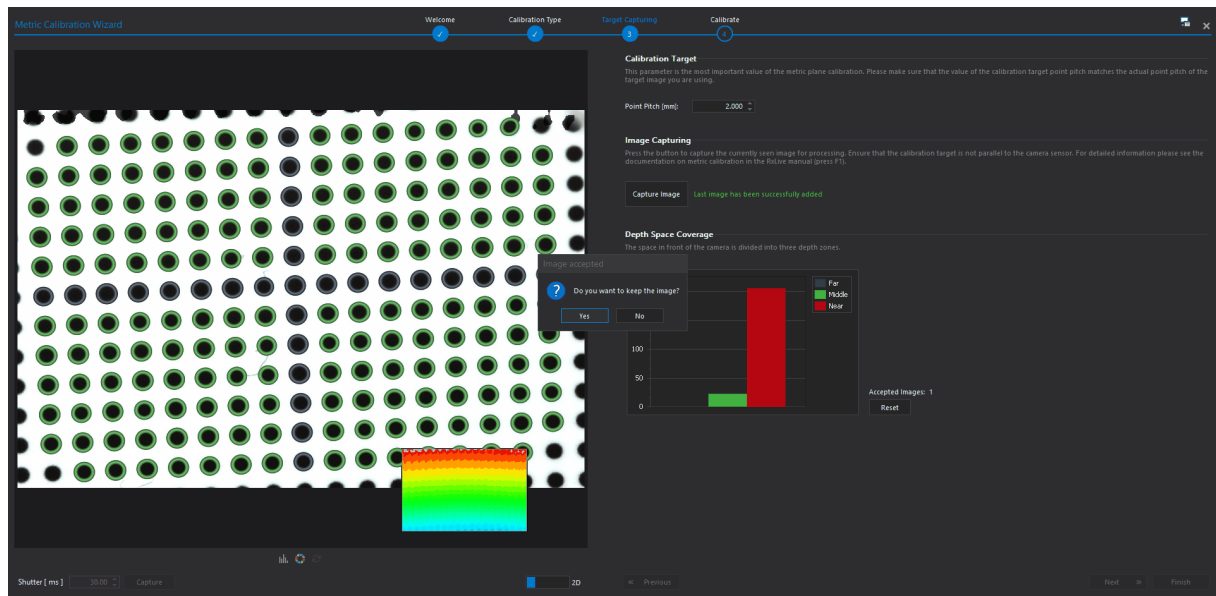 Metric Calibration Wizard
Welcome
Calibration Type
Target Capturing
Calibrate
3
4
Calibration Target
This parameter is the most important value of the metric plane calibration. Please make sure that the value of the calibration target point pitch matches the actual point pitch of the
target image you are using.
Point Pitch [mm]:
2.000
Image Capturing
Press the button to capture the currently seen image for processing. Ensure that the calibration target is not parallel to the camera sensor. For detailed information please see the
documentation on metric calibration in the RxLive manual (press F1).
Capture Image
Last image has been successfully added
Depth Space Coverage
The space in front of the camera is divided into three depth zones.
Image accepted
?
Do you want to keep the image?
Yes
No
Far
Middle
Near
100
50
0
Accepted Images: 1
Reset
Shutter [ ms ]
30.00
Capture
2D
« Previous
Next »
Finish